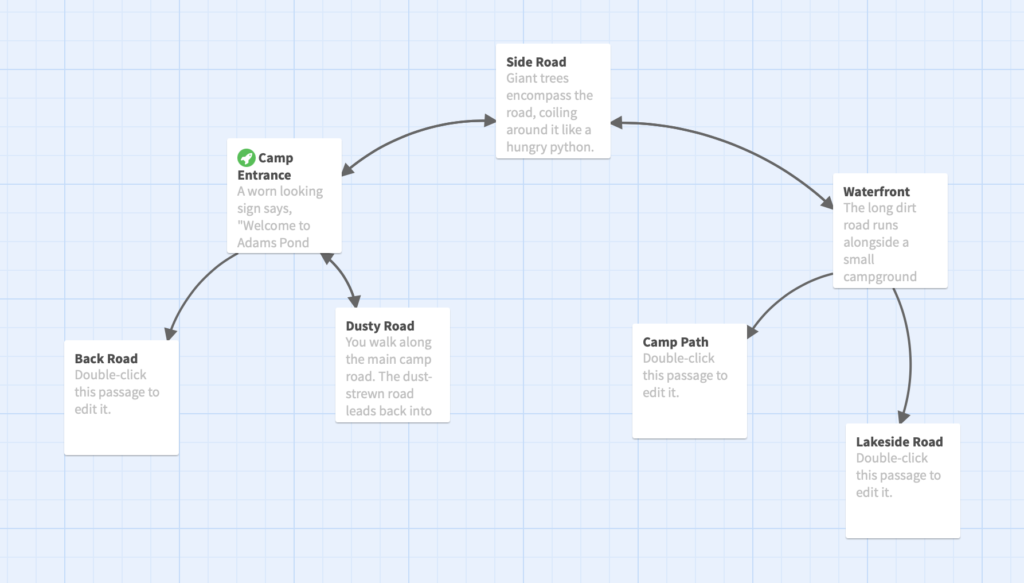 Side Road
Giant trees
encompass the
road, coiling
around it like a
hungry python.
Camp
Entrance
A worn looking
sign says,
"Welcome to
Adams Pond
Waterfront
The long dirt
road runs
alongside a
small
campground
Back Road
Double-click
this passage to
edit it.
Dusty Road
You walk along
the main camp
road. The dust-
strewn road
leads back into
Camp Path
Double-click
this passage to
edit it.
Lakeside Road
Double-click
this passage to
edit it.